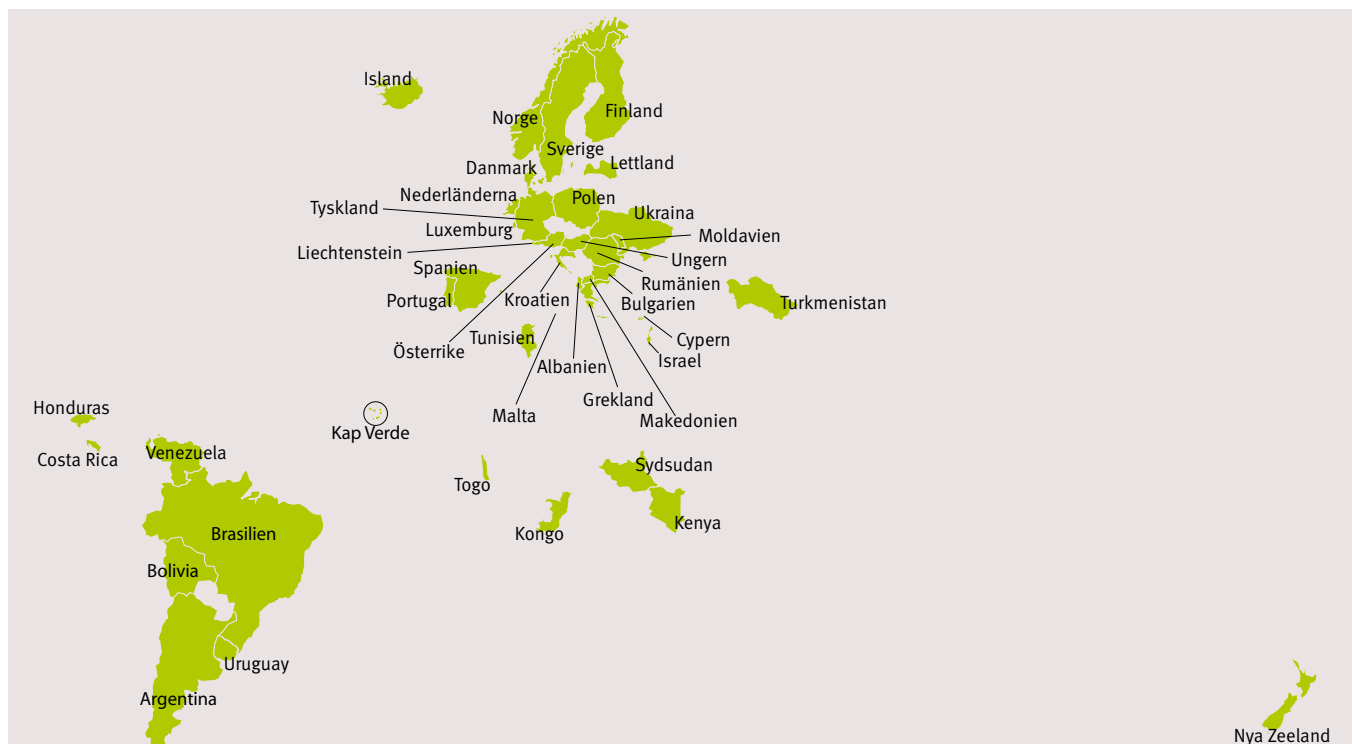 Island
Norge
Finland
Sverige
Danmark
Lettland
Nederländerna
Polen
Tyskland
Ukraina
Luxemburg
Moldavien
Liechtenstein
Ungern
Spanien
Rumänien
Portugal
Kroatien
Bulgarien
Turkmenistan
Österrike
Tunisien
Cypern
Israel
Albanien
Grekland
Malta
Makedonien
Honduras
Kap Verde
Costa Rica
Venezuela
Togo
Sydsudan
Kongo
Kenya
Brasilien
Bolivia
Uruguay
Argentina
Nya Zeeland